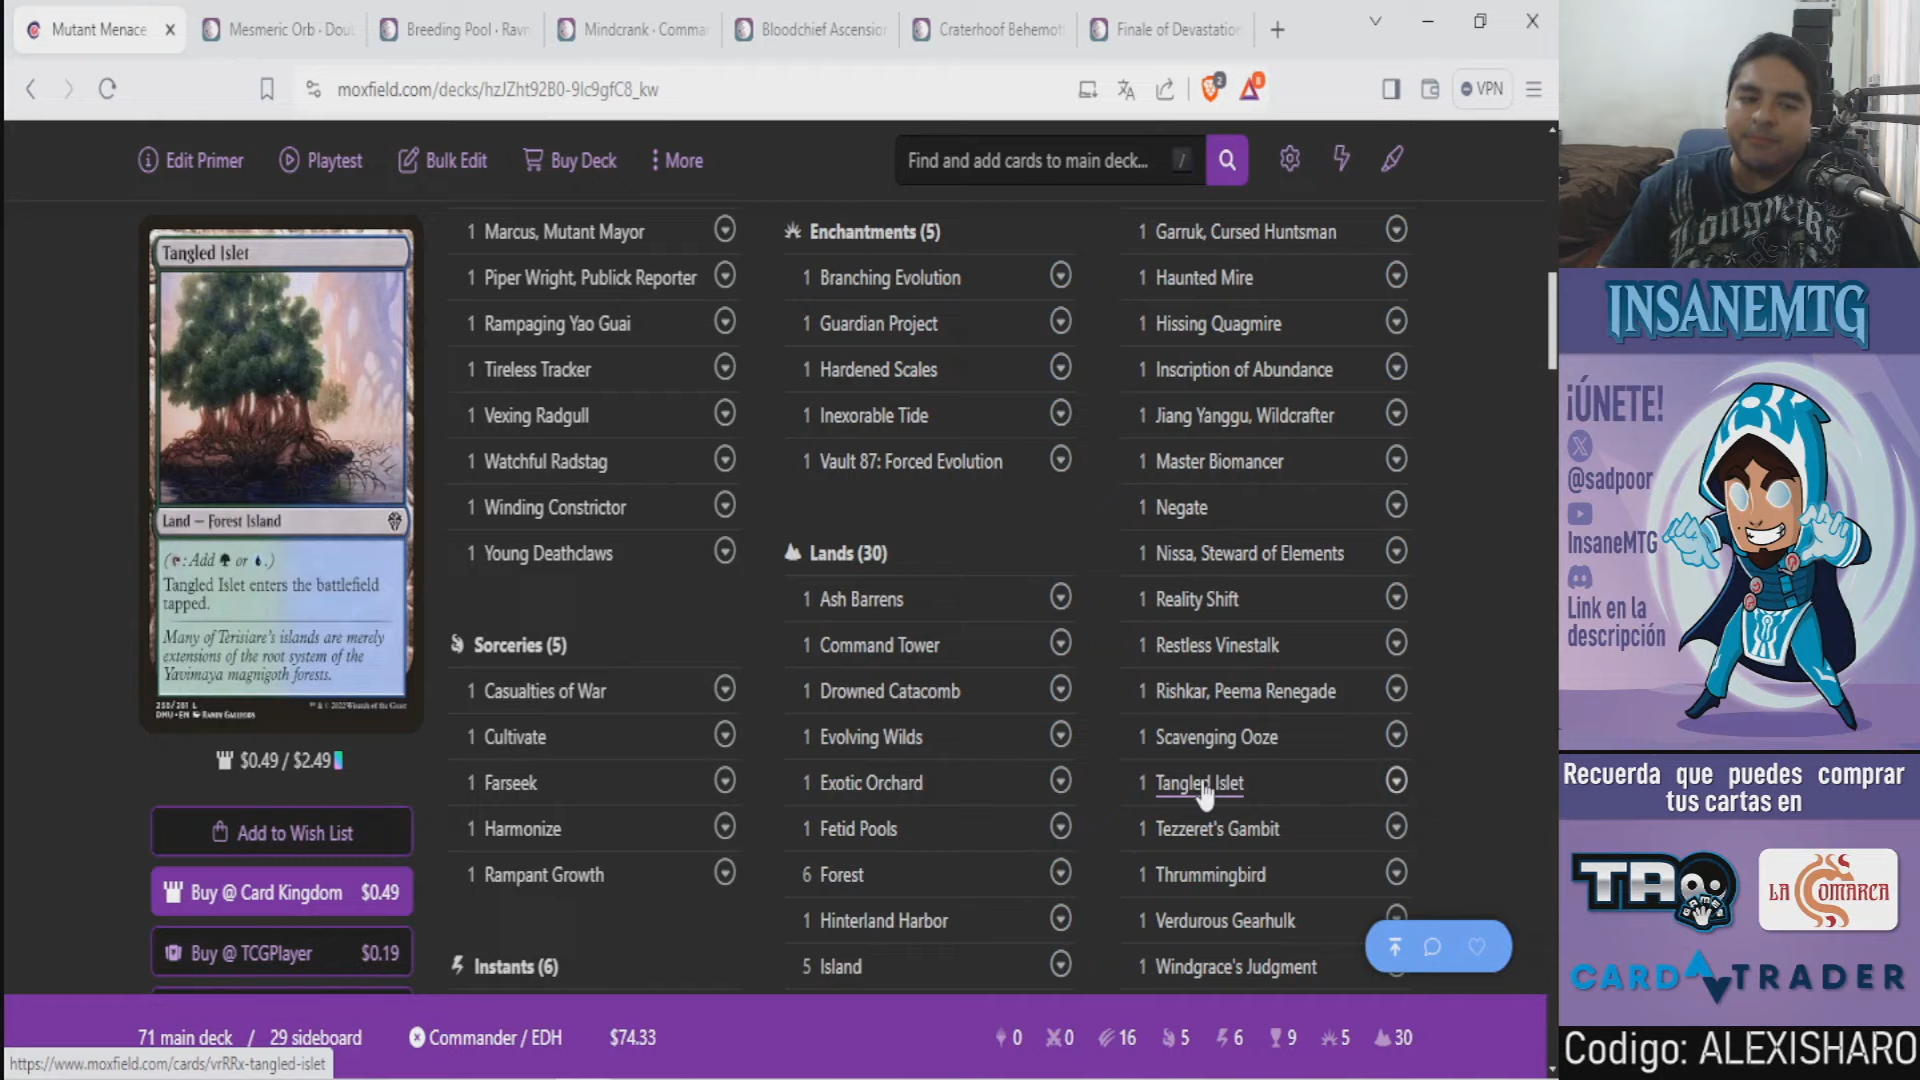 Mutant Menace
Mesmeric Orb · Doub
Breeding Pool · Ravn
Mindcrank · Comma
Bloodchief Ascension
Craterhoof Behemot
Finale of Devastation
moxfield.com/decks/hzJZht92B0-9lc9gfC8_kw
2
VPN
Edit Primer
Playtest
Bulk Edit
Buy Deck
More
Find and add cards to main deck...
/
Tangled Islet
Land — Forest Island
( : Add or .)
Tangled Islet enters the battlefield
tapped.
Many of Terisiare's islands are merely
extensions of the root system of the
Yavimaya magnigoth forests.
DMU • EN Randy Gallegos
$0.49 / $2.49
Add to Wish List
Buy @ Card Kingdom $0.49
Buy @ TCGPlayer $0.19
1 Marcus, Mutant Mayor
1 Piper Wright, Publick Reporter
1 Rampaging Yao Guai
1 Tireless Tracker
1 Vexing Radgull
1 Watchful Radstag
1 Winding Constrictor
1 Young Deathclaws
Sorceries (5)
1 Casualties of War
1 Cultivate
1 Farseek
1 Harmonize
1 Rampant Growth
Instants (6)
Enchantments (5)
1 Branching Evolution
1 Guardian Project
1 Hardened Scales
1 Inexorable Tide
1 Vault 87: Forced Evolution
Lands (30)
1 Ash Barrens
1 Command Tower
1 Drowned Catacomb
1 Evolving Wilds
1 Exotic Orchard
1 Fetid Pools
6 Forest
1 Hinterland Harbor
5 Island
1 Garruk, Cursed Huntsman
1 Haunted Mire
1 Hissing Quagmire
1 Inscription of Abundance
1 Jiang Yanggu, Wildcrafter
1 Master Biomancer
1 Negate
1 Nissa, Steward of Elements
1 Reality Shift
1 Restless Vinestalk
1 Rishkar, Peema Renegade
1 Scavenging Ooze
1 Tangled Islet
1 Tezzeret's Gambit
1 Thrummingbird
1 Verdurous Gearhulk
1 Windgrace's Judgment
71 main deck / 29 sideboard
Commander / EDH
$74.33
0
0
16
5
6
9
5
30
https://www.moxfield.com/cards/vrRRx-tangled-islet
INSANEMTG
¡ÚNETE!
@sadpoor
InsaneMTG
Link en la
descripción
Recuerda que puedes comprar
tus cartas en
TAO
GAMES
LA COMARCA
CARD TRADER
Codigo: ALEXISHARO